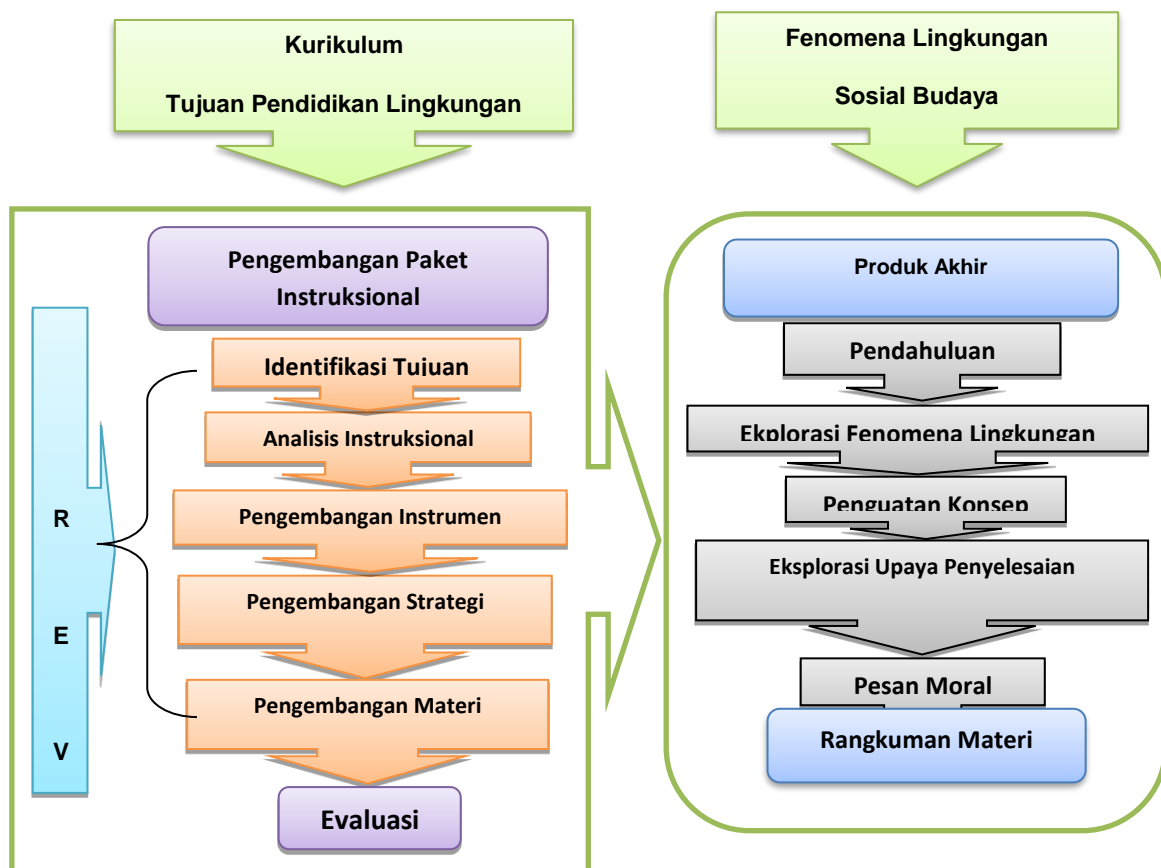 Kurikulum
Tujuan Pendidikan Lingkungan
Fenomena Lingkungan
Sosial Budaya
Pengembangan Paket
Instruksional
Identifikasi Tujuan
Analisis Instruksional
Pengembangan Instrumen
Pengembangan Strategi
Pengembangan Materi
Evaluasi
R
E
V
Produk Akhir
Pendahuluan
Ekplorasi Fenomena Lingkungan
Penguatan Konsep
Eksplorasi Upaya Penyelesaian
Pesan Moral
Rangkuman Materi